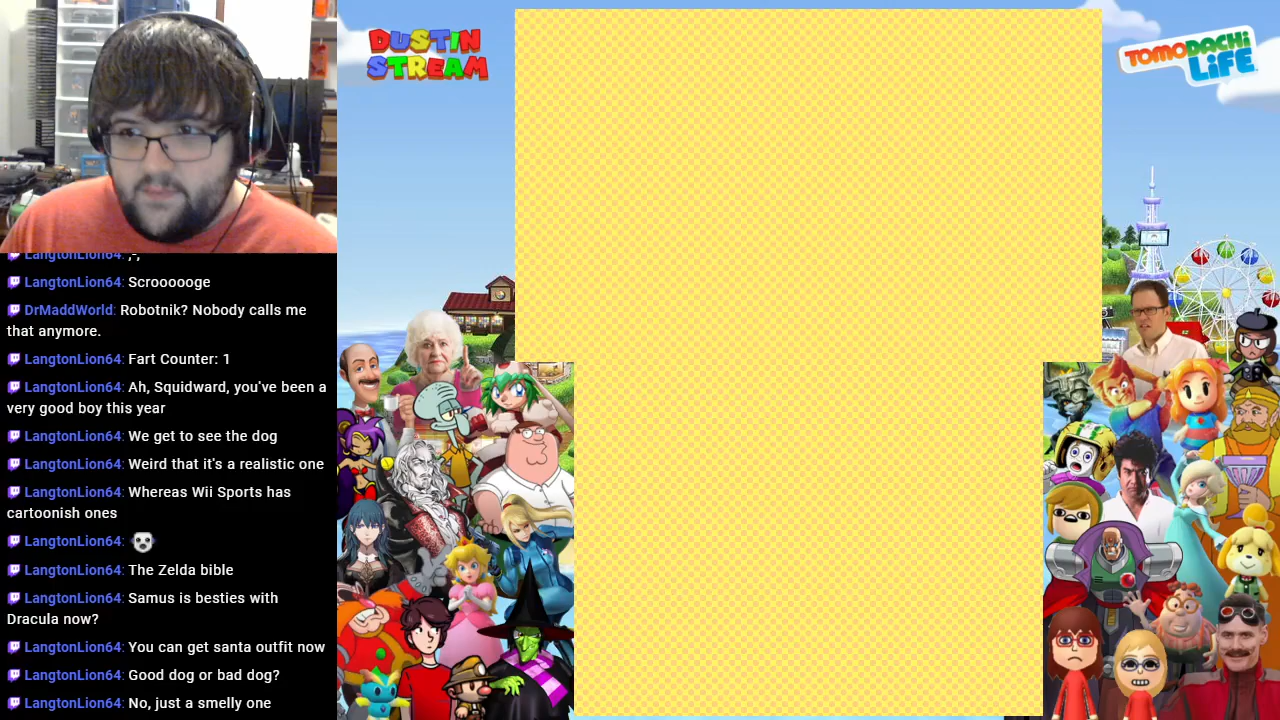 DUSTIN
STREAM
TOMODACHi
LiFE
LangtonLion64: ;-;
LangtonLion64: Scroooooge
DrMaddWorld: Robotnik? Nobody calls me
that anymore.
LangtonLion64: Fart Counter: 1
LangtonLion64: Ah, Squidward, you've been a
very good boy this year
LangtonLion64: We get to see the dog
LangtonLion64: Weird that it's a realistic one
LangtonLion64: Whereas Wii Sports has
cartoonish ones
LangtonLion64:
LangtonLion64: The Zelda bible
LangtonLion64: Samus is besties with
Dracula now?
LangtonLion64: You can get santa outfit now
LangtonLion64: Good dog or bad dog?
LangtonLion64: No, just a smelly one